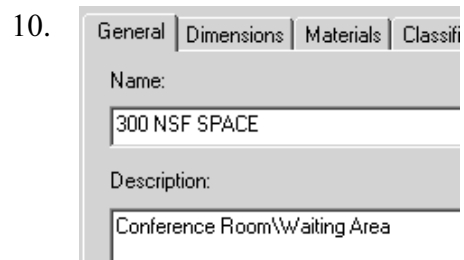 10.
General Dimensions Materials Classifi
Name:
300 NSF SPACE
Description:
Conference Room\Waiting Area